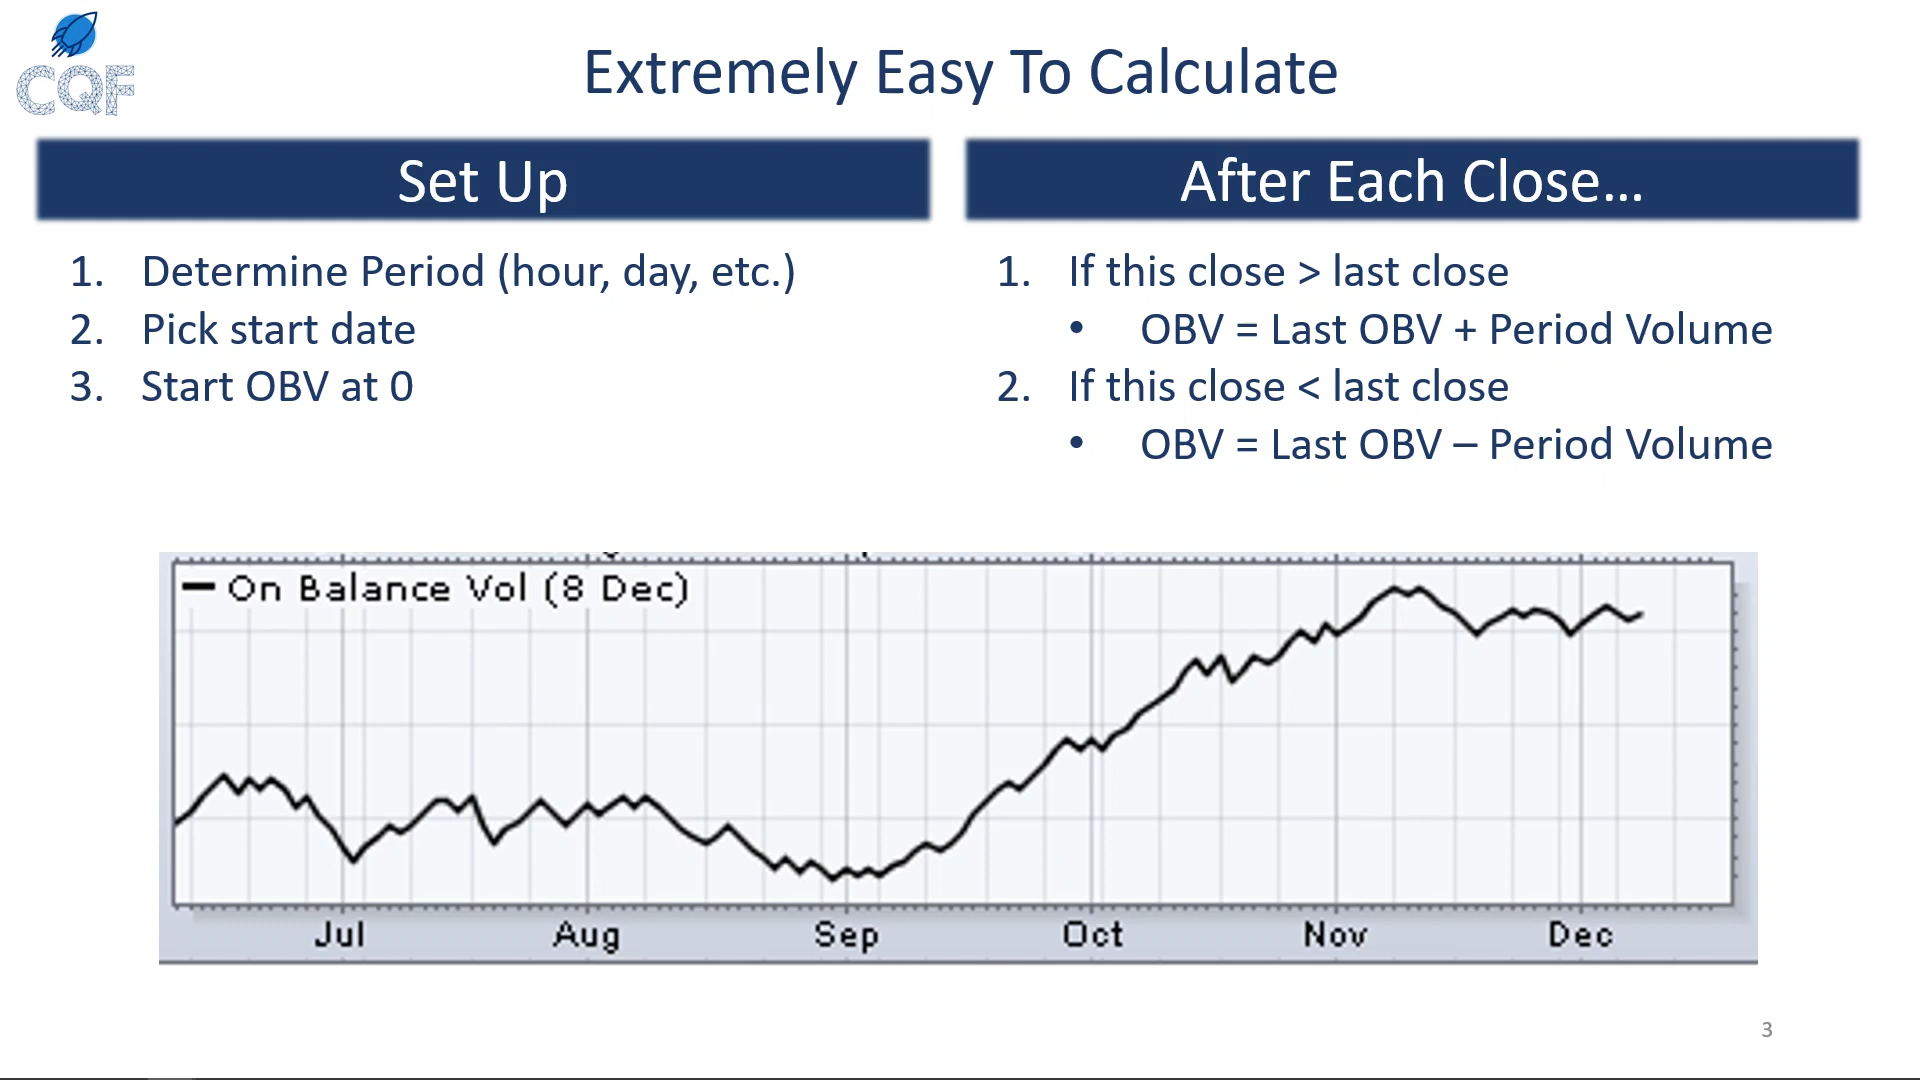 CQF
Extremely Easy To Calculate
Set Up
1. Determine Period (hour, day, etc.)
2. Pick start date
3. Start OBV at 0
After Each Close...
1. If this close > last close
• OBV = Last OBV + Period Volume
2. If this close < last close
• OBV = Last OBV – Period Volume
On Balance Vol (8 Dec)
Jul Aug Sep Oct Nov Dec
3